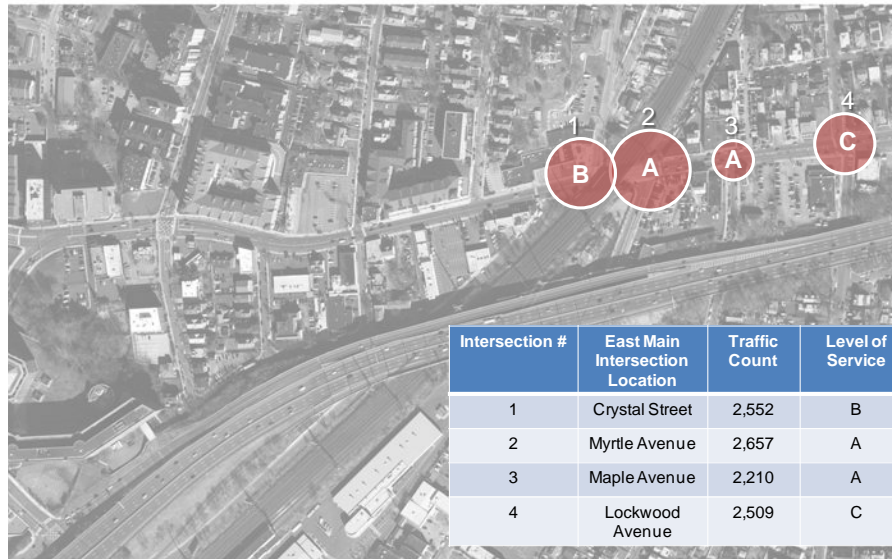 1
2
3
4
B
A
A
C
Intersection # East Main Intersection Location Traffic Count Level of Service
1 Crystal Street 2,552 B
2 Myrtle Avenue 2,657 A
3 Maple Avenue 2,210 A
4 Lockwood Avenue 2,509 C